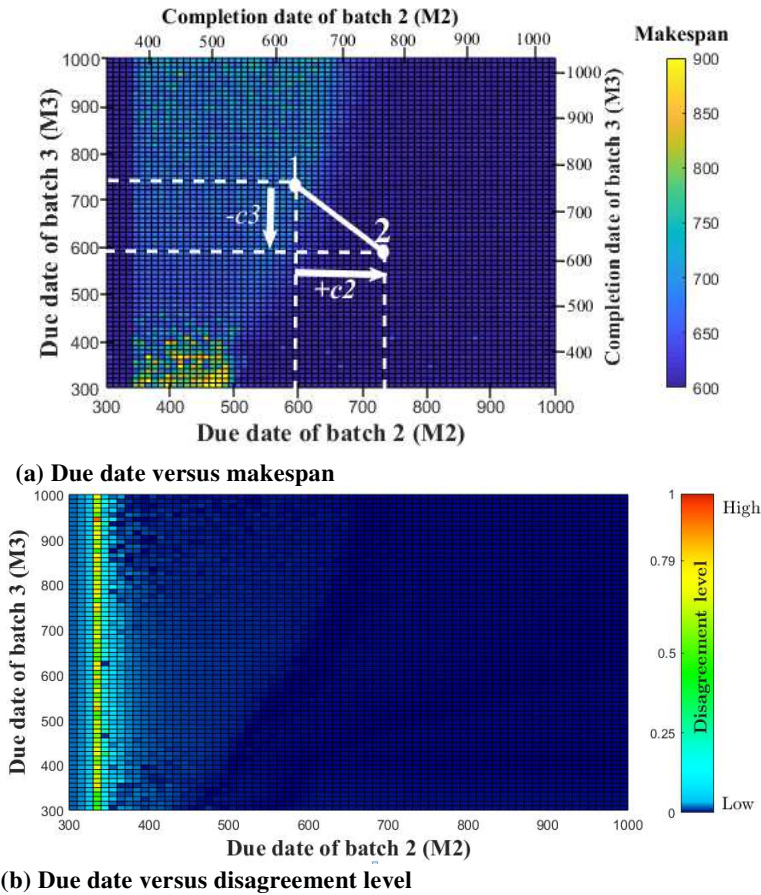 Completion date of batch 2 (M2)
400 500 600 700 800 900 1000
Makespan
Due date of batch 3 (M3)
1000
900
800
700
600
500
400
300
1
2
-c3
+c2
1000
900
800
700
600
500
400
Completion date of batch 3 (M3)
900
850
800
750
700
650
600
300 400 500 600 700 800 900 1000
Due date of batch 2 (M2)
(a) Due date versus makespan
Due date of batch 3 (M3)
1000
900
800
700
600
500
400
300
300 400 500 600 700 800 900 1000
Due date of batch 2 (M2)
1
0.79
0.5
0.25
0
Disagreement level
High
Low
(b) Due date versus disagreement level